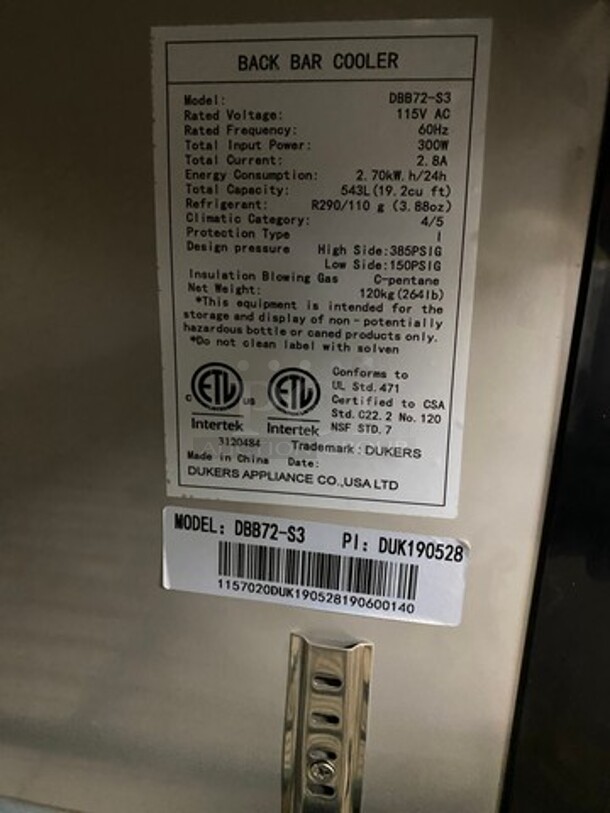 BACK BAR COOLER
Model: DBB72-S3
Rated Voltage: 115V AC
Rated Frequency: 60Hz
Total Input Power: 300W
Total Current: 2.8A
Energy Consumption: 2.70kW.h/24h
Total Capacity: 543L(19.2cu ft)
Refrigerant: R290/110 g (3.88oz)
Climatic Category: 4/5
Protection Type I
Design pressure High Side:385PSIG
Low Side:150PSIG
Insulation Blowing Gas C-pentane
Net Weight: 120kg(264lb)
*This equipment is intended for the
storage and display of non-potentially
hazardous bottle or caned products only.
*Do not clean label with solven
Conforms to
UL Std.471
Certified to CSA
Std.C22.2 No.120
NSF STD.7
C ETL US ETL
Intertek Intertek
3120484
Trademark: DUKERS
Made in China Date:
DUKERS APPLIANCE CO.,USA LTD
MODEL: DBB72-S3 PI: DUK190528
1157020DUK190528190600140